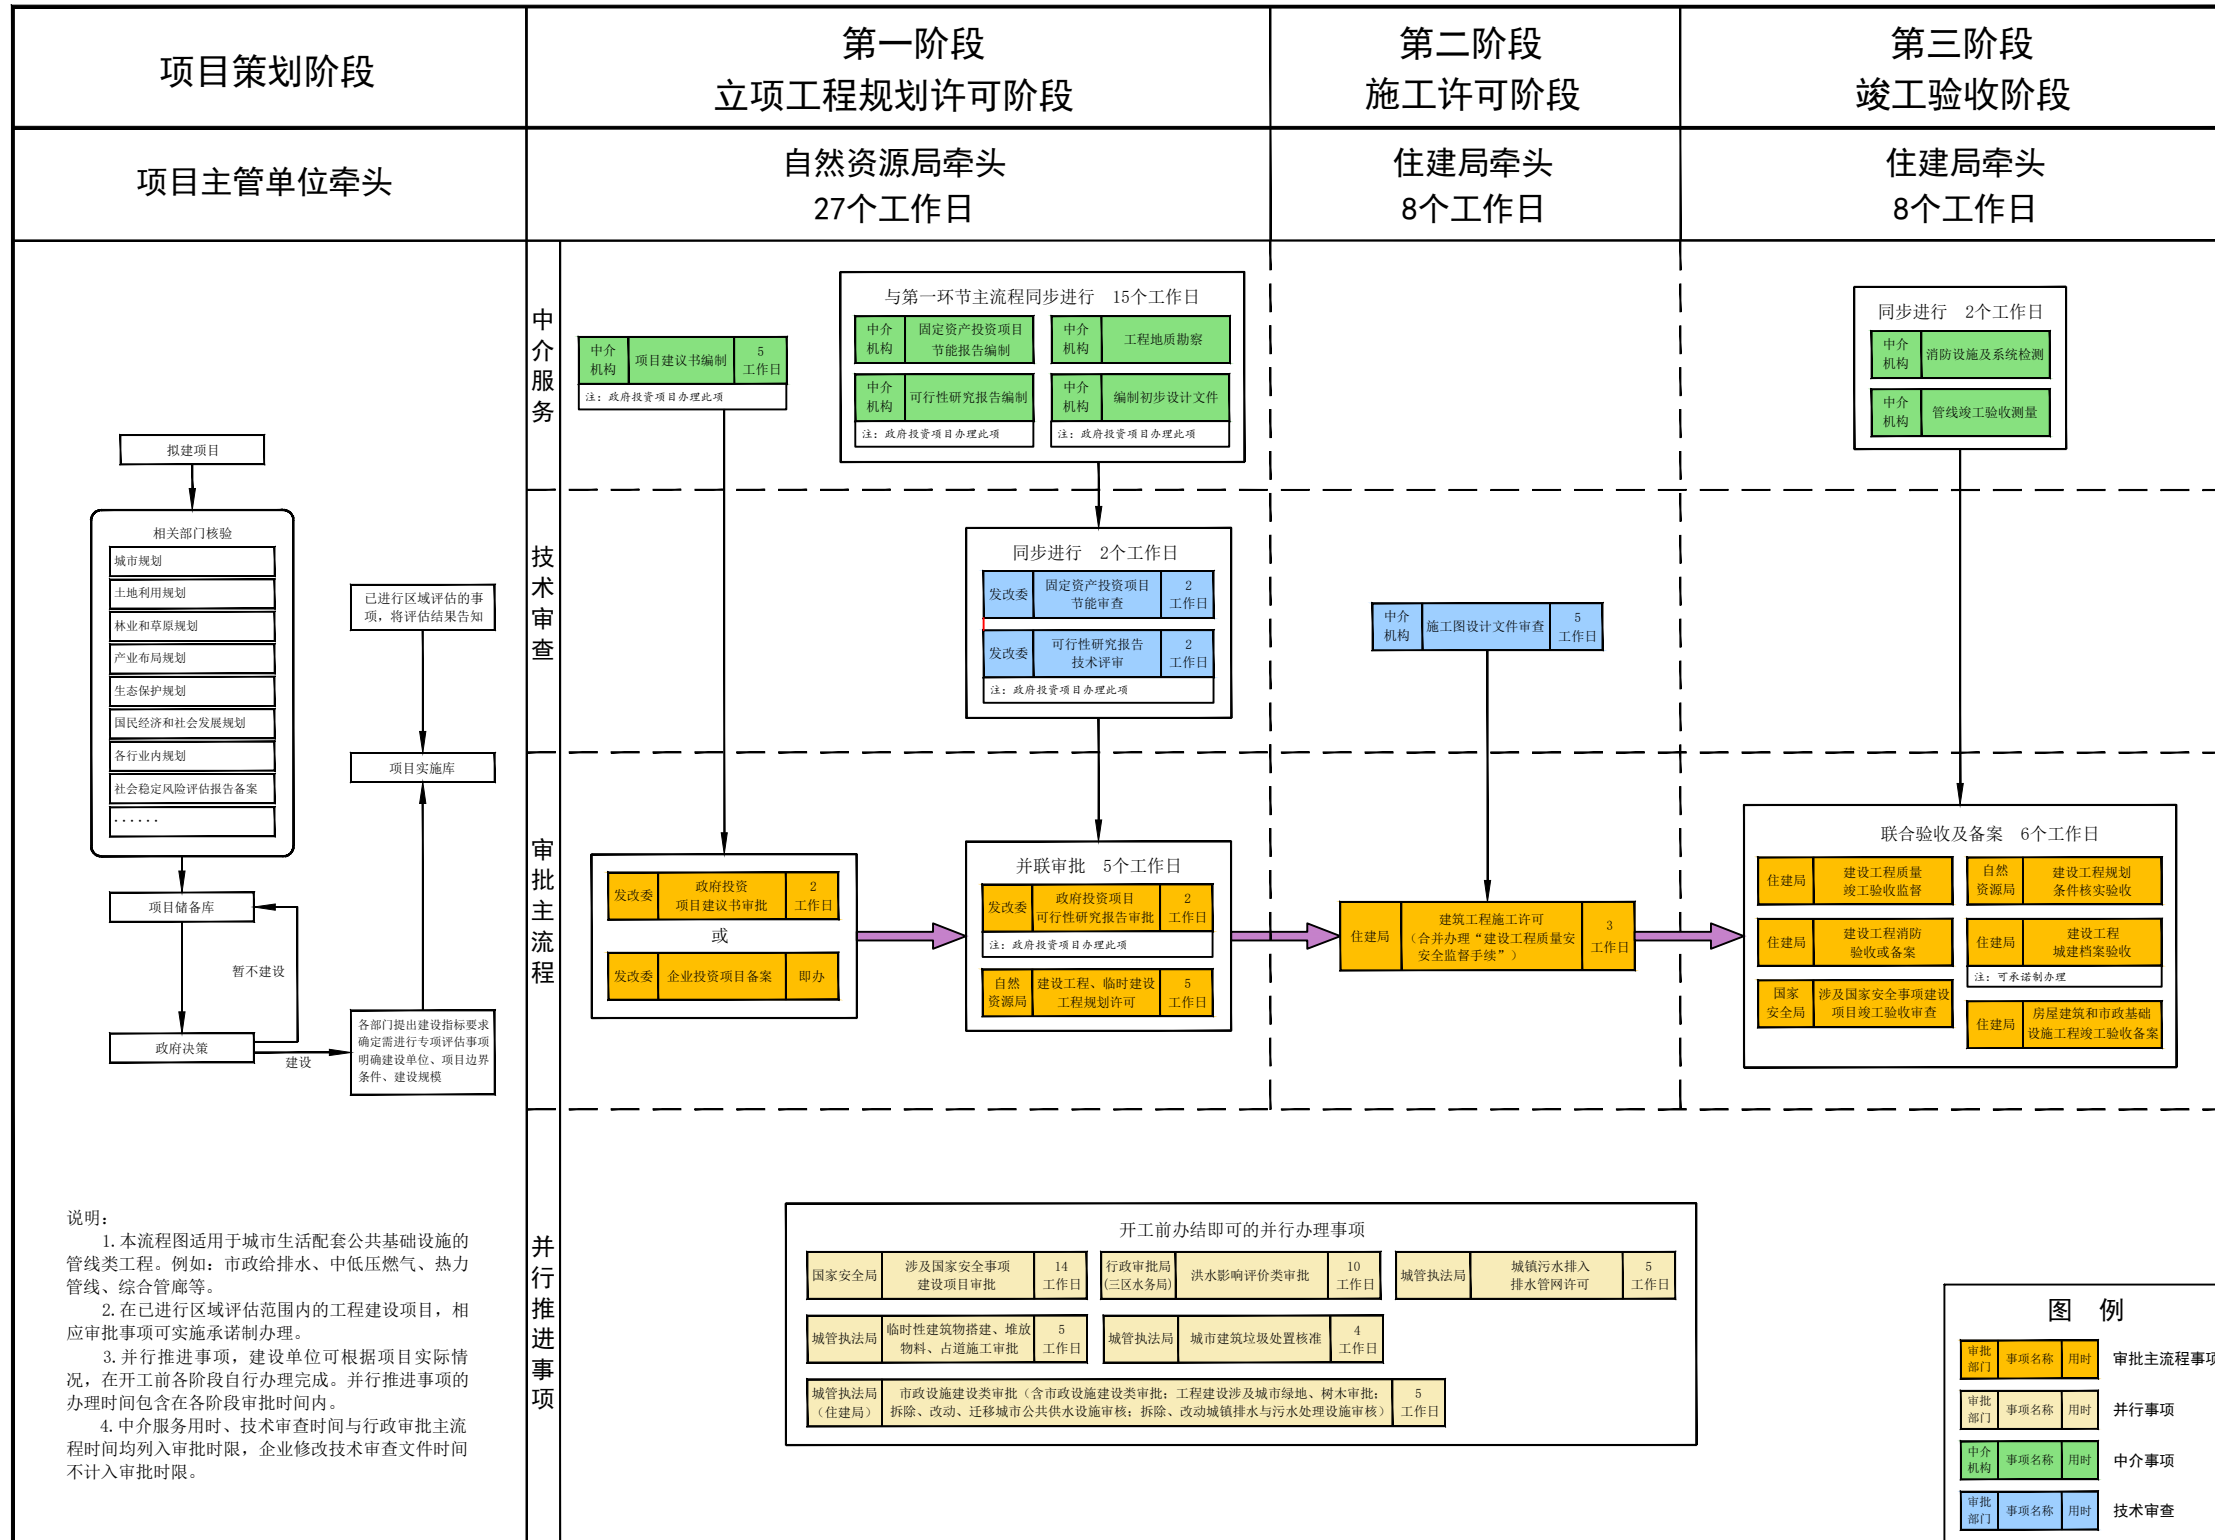 项目策划阶段
第一阶段
立项工程规划许可阶段
第二阶段
施工许可阶段
第三阶段
竣工验收阶段
项目主管单位牵头
自然资源局牵头
27个工作日
住建局牵头
8个工作日
住建局牵头
8个工作日
拟建项目
相关部门核验
城市规划
土地利用规划
林业和草原规划
产业布局规划
生态保护规划
国民经济和社会发展规划
各行业内规划
社会稳定风险评估报告备案
······
项目储备库
暂不建设
政府决策
建设
已进行区域评估的事
项，将评估结果告知
项目实施库
各部门提出建设指标要求
确定需进行专项评估事项
明确建设单位、项目边界
条件、建设规模
说明：
1.本流程图适用于城市生活配套公共基础设施的
管线类工程。例如：市政给排水、中低压燃气、热力
管线、综合管廊等。
2.在已进行区域评估范围内的工程建设项目，相
应审批事项可实施承诺制办理。
3.并行推进事项，建设单位可根据项目实际情
况，在开工前各阶段自行办理完成。并行推进事项的
办理时间包含在各阶段审批时间内。
4.中介服务用时、技术审查时间与行政审批主流
程时间均列入审批时限，企业修改技术审查文件时间
不计入审批时限。
中介服务
中介
机构
项目建议书编制
5
工作日
注：政府投资项目办理此项
与第一环节主流程同步进行 15个工作日
中介
机构
固定资产投资项目
节能报告编制
中介
机构
工程地质勘察
中介
机构
可行性研究报告编制
注：政府投资项目办理此项
中介
机构
编制初步设计文件
注：政府投资项目办理此项
同步进行 2个工作日
中介
机构
消防设施及系统检测
中介
机构
管线竣工验收测量
技术审查
同步进行 2个工作日
发改委
固定资产投资项目
节能审查
2
工作日
发改委
可行性研究报告
技术评审
2
工作日
注：政府投资项目办理此项
中介
机构
施工图设计文件审查
5
工作日
审批主流程
发改委
政府投资
项目建议书审批
2
工作日
或
发改委
企业投资项目备案
即办
并联审批 5个工作日
发改委
政府投资项目
可行性研究报告审批
2
工作日
注：政府投资项目办理此项
自然
资源局
建设工程、临时建设
工程规划许可
5
工作日
住建局
建筑工程施工许可
（合并办理“建设工程质量安
全监督手续”）
3
工作日
联合验收及备案 6个工作日
住建局
建设工程质量
竣工验收监督
自然
资源局
建设工程规划
条件核实验收
住建局
建设工程消防
验收或备案
住建局
建设工程
城建档案验收
注：可承诺制办理
国家
安全局
涉及国家安全事项建设
项目竣工验收审查
住建局
房屋建筑和市政基础
设施工程竣工验收备案
并行推进事项
开工前办结即可的并行办理事项
国家安全局
涉及国家安全事项
建设项目审批
14
工作日
行政审批局
(三区水务局)
洪水影响评价类审批
10
工作日
城管执法局
城镇污水排入
排水管网许可
5
工作日
城管执法局
临时性建筑物搭建、堆放
物料、占道施工审批
5
工作日
城管执法局
城市建筑垃圾处置核准
4
工作日
城管执法局
（住建局）
市政设施建设类审批（含市政设施建设类审批；工程建设涉及城市绿地、树木审批；
拆除、改动、迁移城市公共供水设施审核；拆除、改动城镇排水与污水处理设施审核）
5
工作日
图 例
审批
部门
事项名称
用时
审批主流程事项
审批
部门
事项名称
用时
并行事项
中介
机构
事项名称
用时
中介事项
审批
部门
事项名称
用时
技术审查